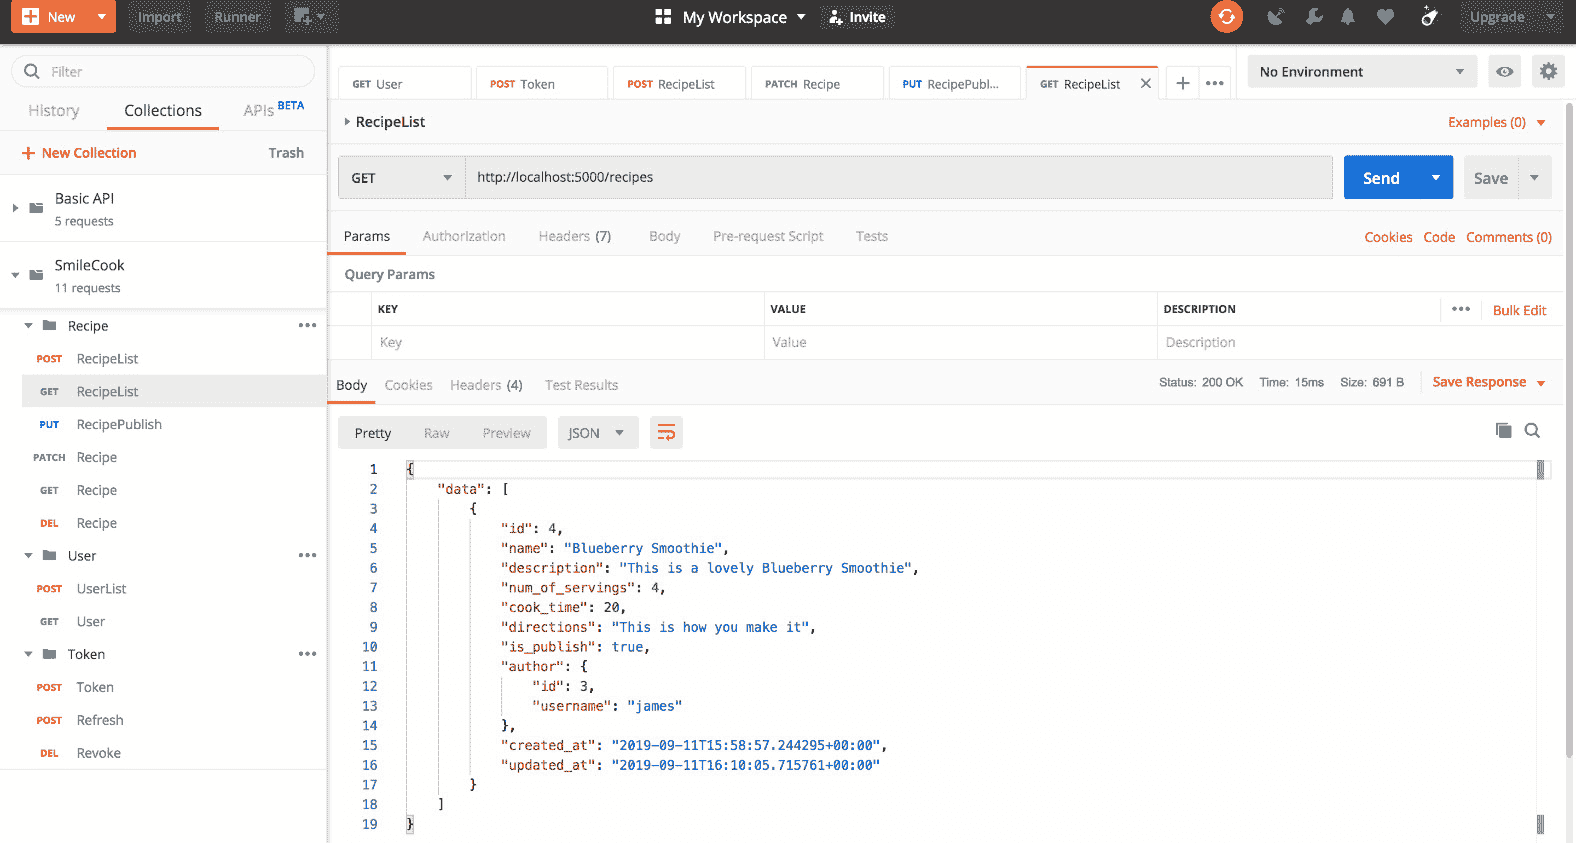 New Import Runner My Workspace Invite Upgrade
Filter
History Collections APIs BETA
New Collection Trash
Basic API
5 requests
SmileCook
11 requests
Recipe
POST RecipeList
GET RecipeList
PUT RecipePublish
PATCH Recipe
GET Recipe
DEL Recipe
User
POST UserList
GET User
Token
POST Token
POST Refresh
DEL Revoke
GET User POST Token POST RecipeList PATCH Recipe PUT RecipePubl... GET RecipeList No Environment
RecipeList Examples (0)
GET http://localhost:5000/recipes Send Save
Params Authorization Headers (7) Body Pre-request Script Tests Cookies Code Comments (0)
Query Params
KEY VALUE DESCRIPTION Bulk Edit
Key Value Description
Body Cookies Headers (4) Test Results Status: 200 OK Time: 15ms Size: 691 B Save Response
Pretty Raw Preview JSON
1 {
2 "data": [
3 {
4 "id": 4,
5 "name": "Blueberry Smoothie",
6 "description": "This is a lovely Blueberry Smoothie",
7 "num_of_servings": 4,
8 "cook_time": 20,
9 "directions": "This is how you make it",
10 "is_publish": true,
11 "author": {
12 "id": 3,
13 "username": "james"
14 },
15 "created_at": "2019-09-11T15:58:57.244295+00:00",
16 "updated_at": "2019-09-11T16:10:05.715761+00:00"
17 }
18 ]
19 }